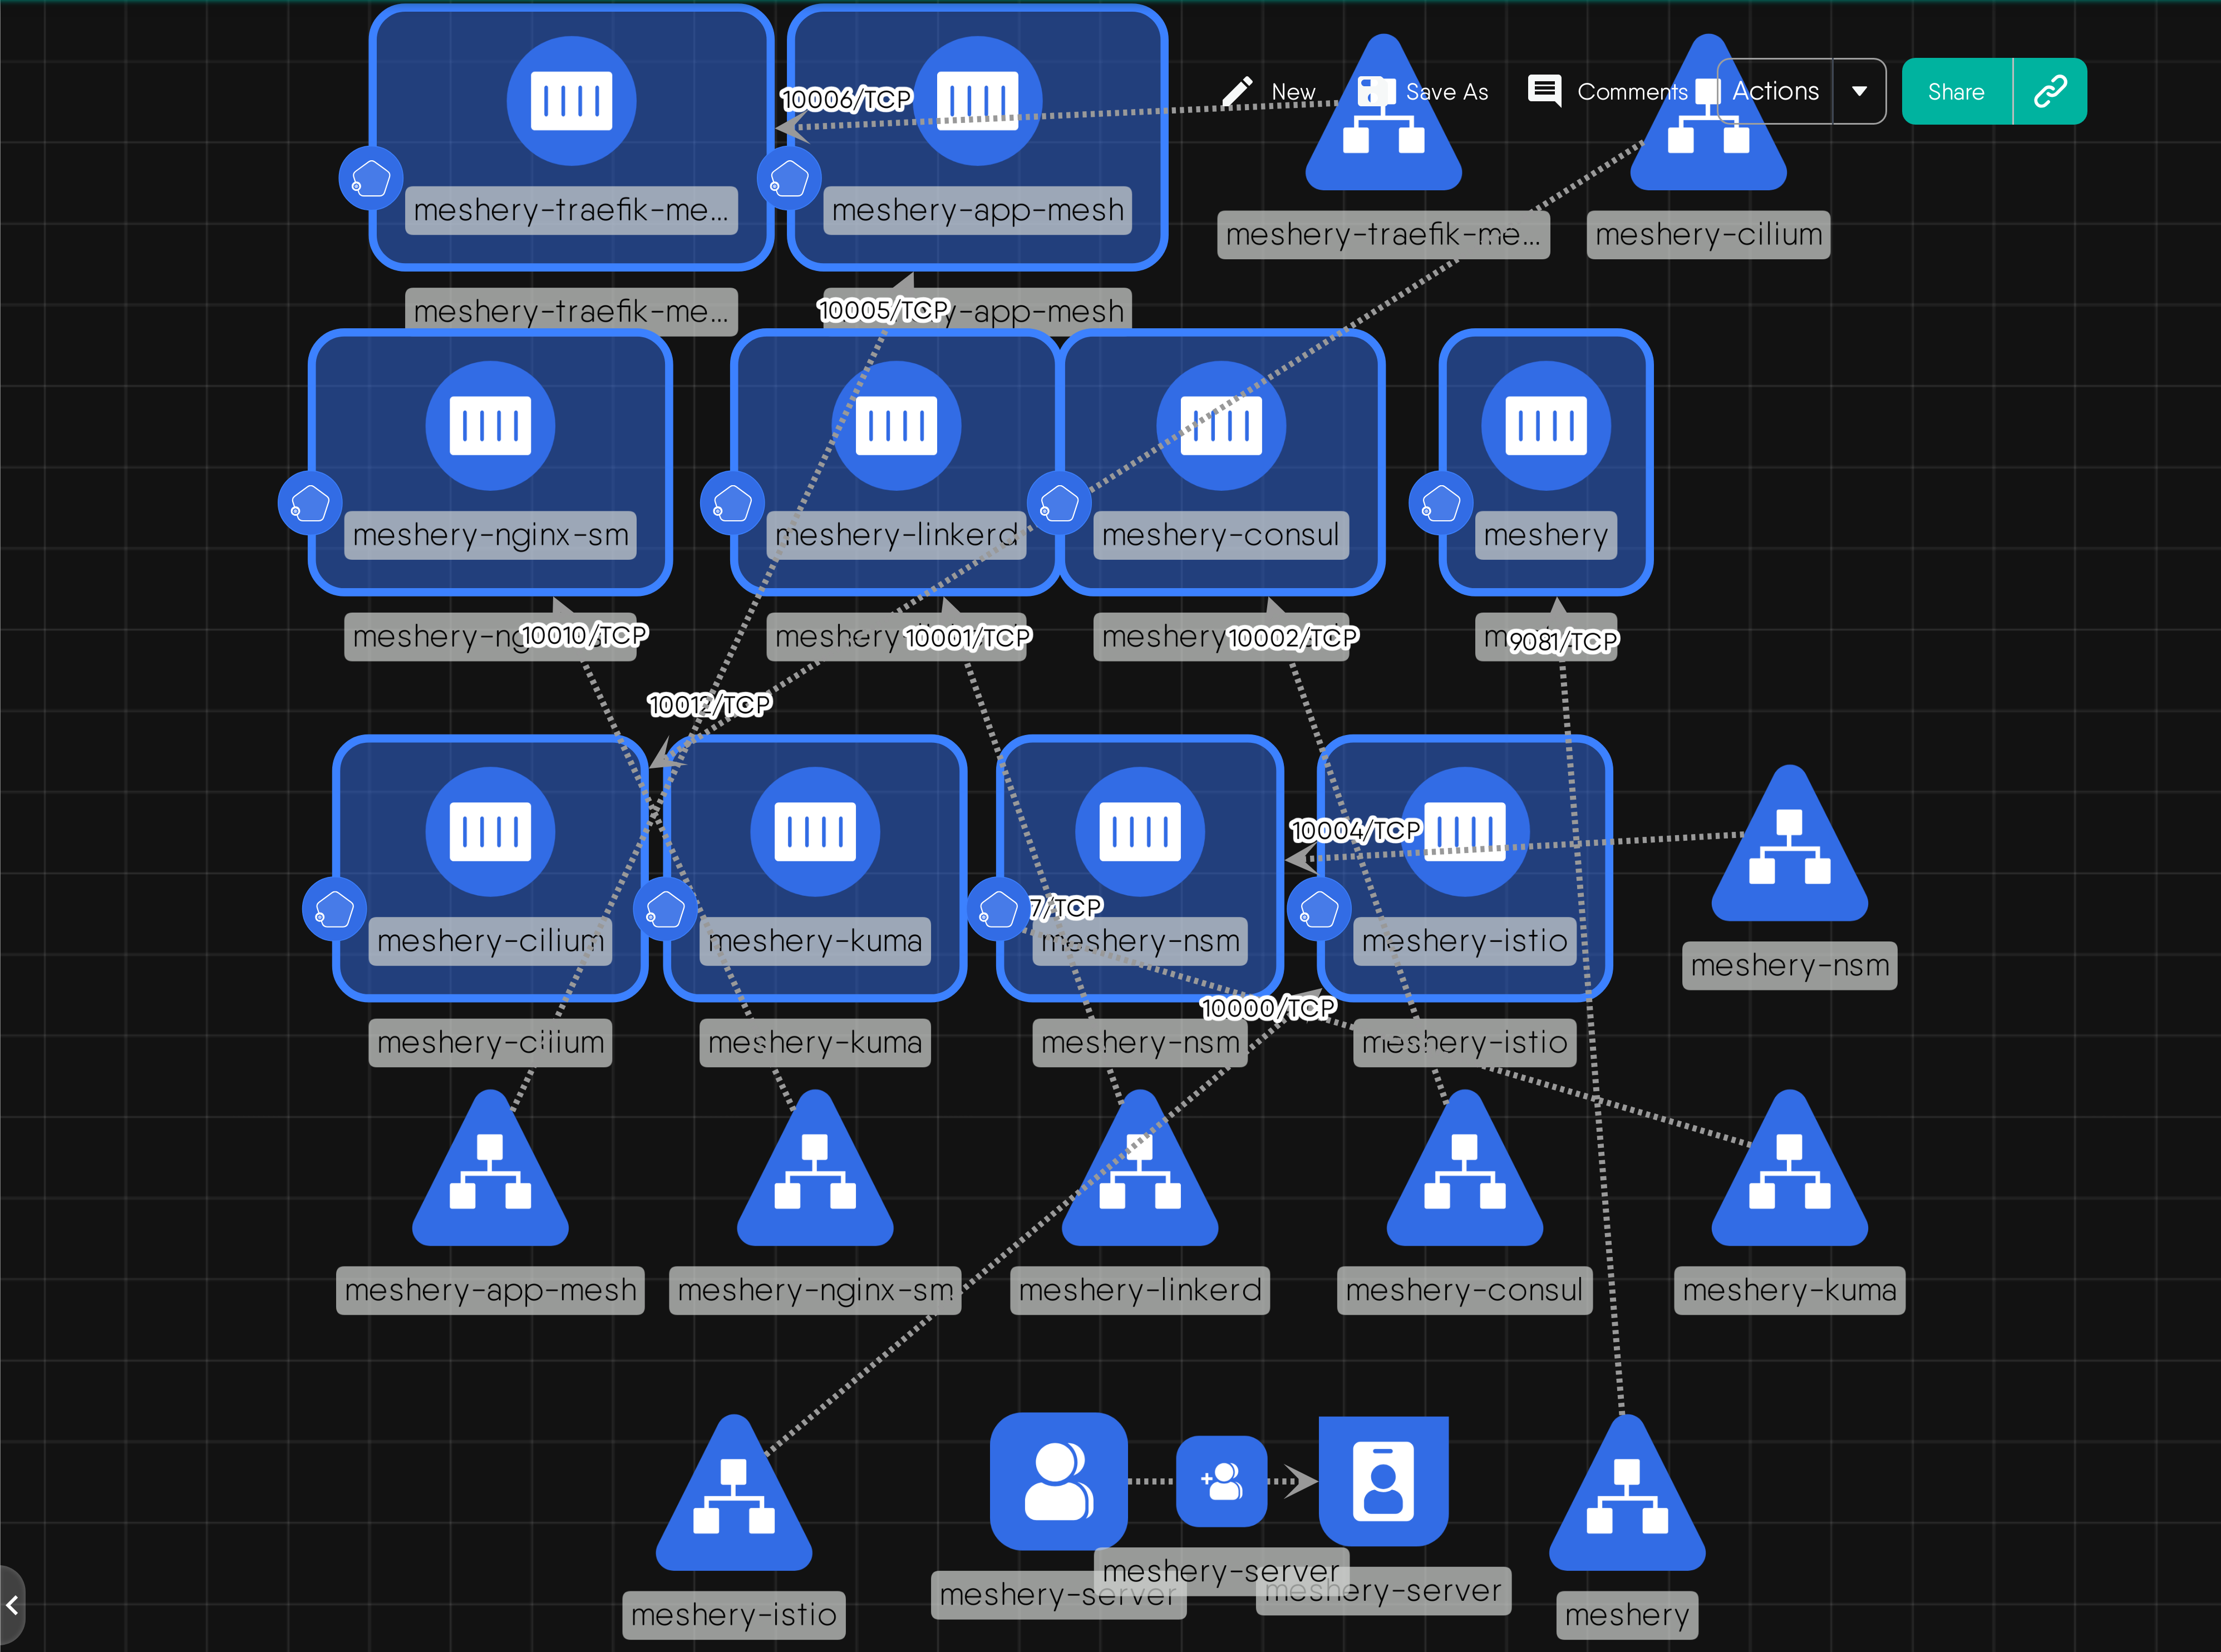 10006/TCP
New
Save As
Comments
Actions
Share
meshery-traefik-me...
meshery-app-mesh
meshery-traefik-me...
meshery-cilium
meshery-traefik-me...
10005/TCP
y-app-mesh
meshery-nginx-sm
meshery-linkerd
meshery-consul
meshery
meshery-ng
10010/TCP
meshery
10001/TCP
meshery
10002/TCP
9081/TCP
10012/TCP
10004/TCP
7/TCP
meshery-cilium
meshery-kuma
meshery-nsm
meshery-istio
meshery-nsm
10000/TCP
meshery-cilium
meshery-kuma
meshery-nsm
meshery-istio
meshery-app-mesh
meshery-nginx-sm
meshery-linkerd
meshery-consul
meshery-kuma
meshery-server
meshery-server
meshery-server
meshery-istio
meshery